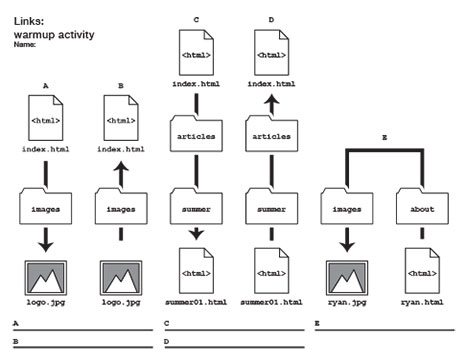 Links:
warmup activity
Name:
C D
<html> <html>
index.html index.html
A B
<html> <html>
index.html index.html
articles articles
E
images images summer summer images about
<html> <html> <html>
logo.jpg logo.jpg summer01.html summer01.html ryan.jpg ryan.html
A C E
B D